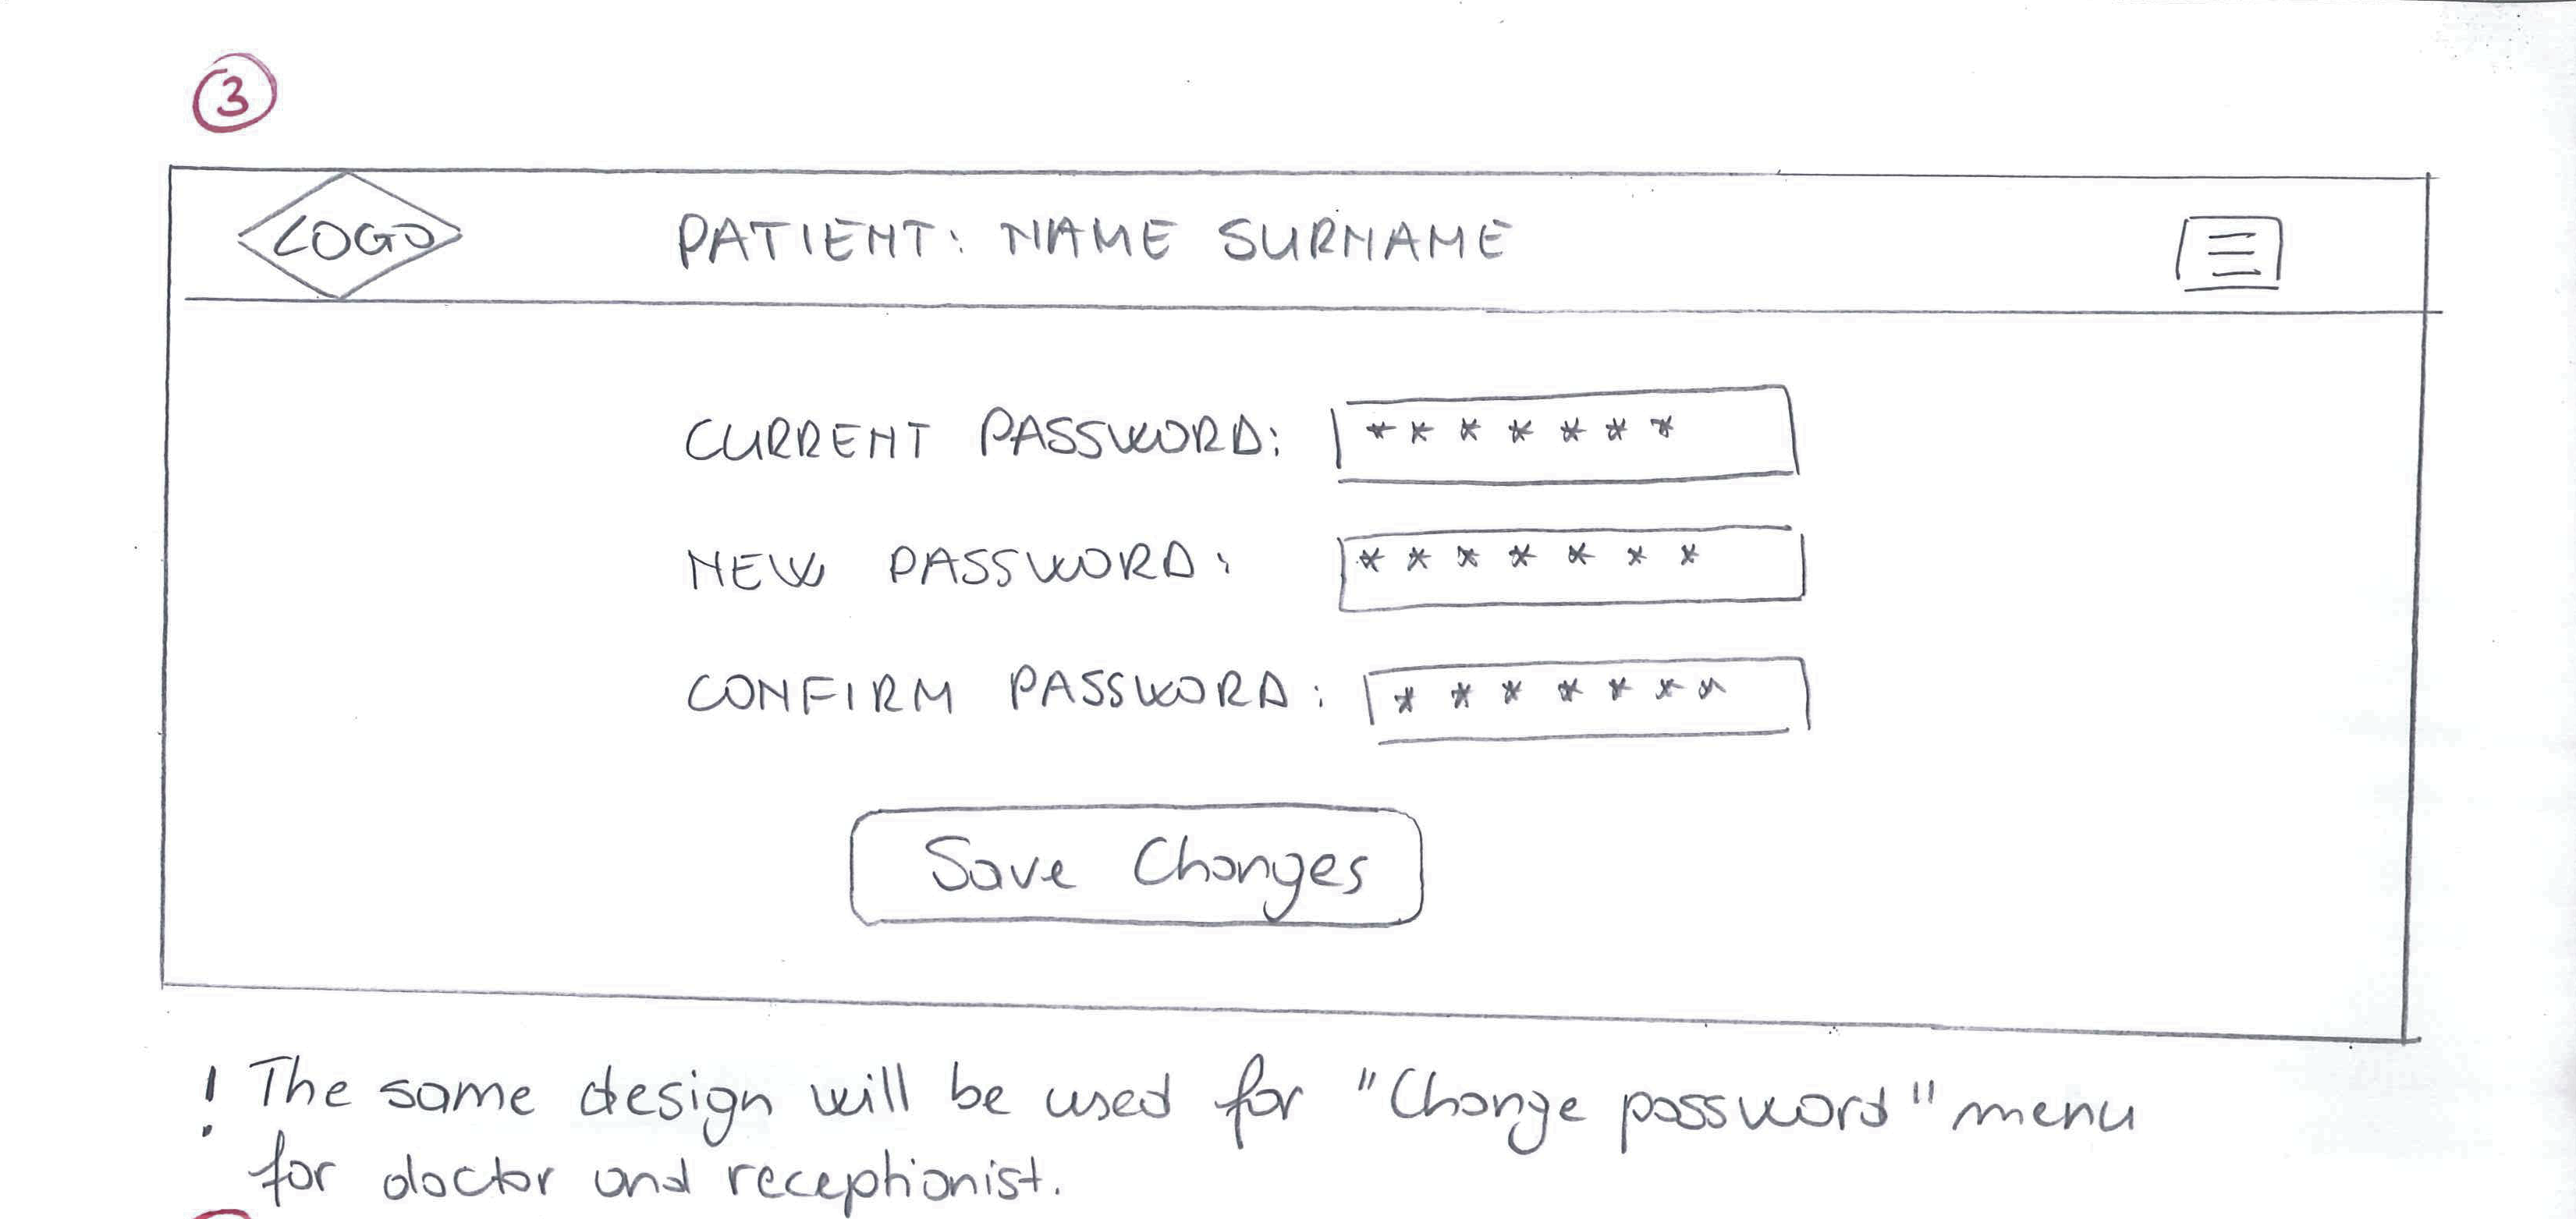 3
LOGO PATIENT: NAME SURNAME
CURRENT PASSWORD: *******
NEW PASSWORD: *******
CONFIRM PASSWORD: *******
Save Changes
! The same design will be used for "Change password" menu
for doctor and receptionist.